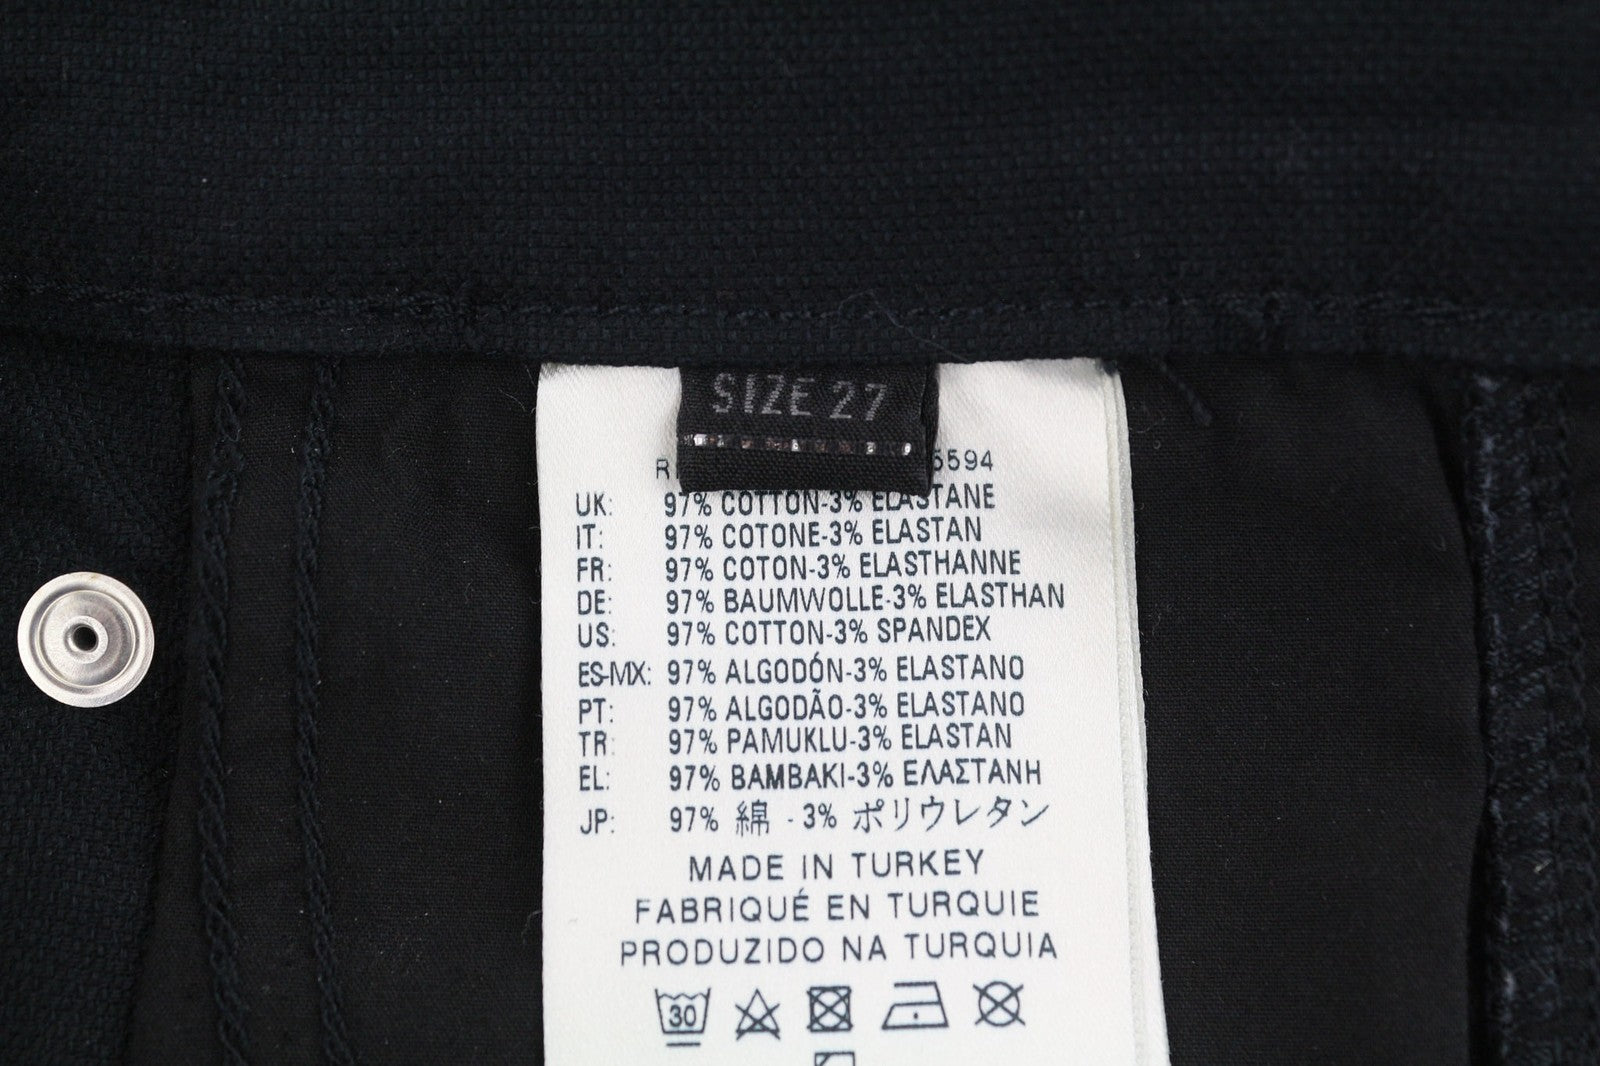 SIZE 27
5594
UK: 97% COTTON-3% ELASTANE
IT: 97% COTONE-3% ELASTAN
FR: 97% COTON-3% ELASTHANNE
DE: 97% BAUMWOLLE-3% ELASTHAN
US: 97% COTTON-3% SPANDEX
ES-MX: 97% ALGODÓN-3% ELASTANO
PT: 97% ALGODÃO-3% ELASTANO
TR: 97% PAMUKLU-3% ELASTAN
EL: 97% ΒΑΜΒΑΚΙ-3% ΕΛΑΣΤΑΝΗ
JP: 97% 綿 - 3% ポリウレタン
MADE IN TURKEY
FABRIQUÉ EN TURQUIE
PRODUZIDO NA TURQUIA
30